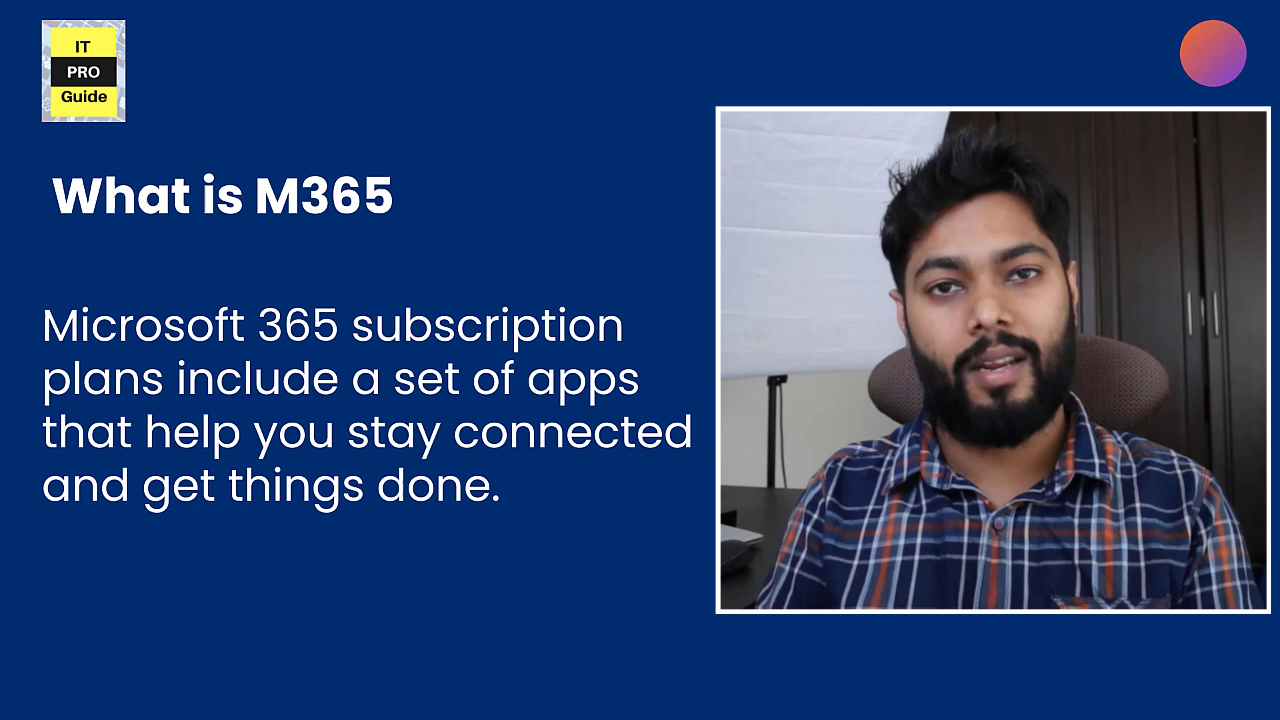 IT
PRO
Guide
What is M365
Microsoft 365 subscription
plans include a set of apps
that help you stay connected
and get things done.